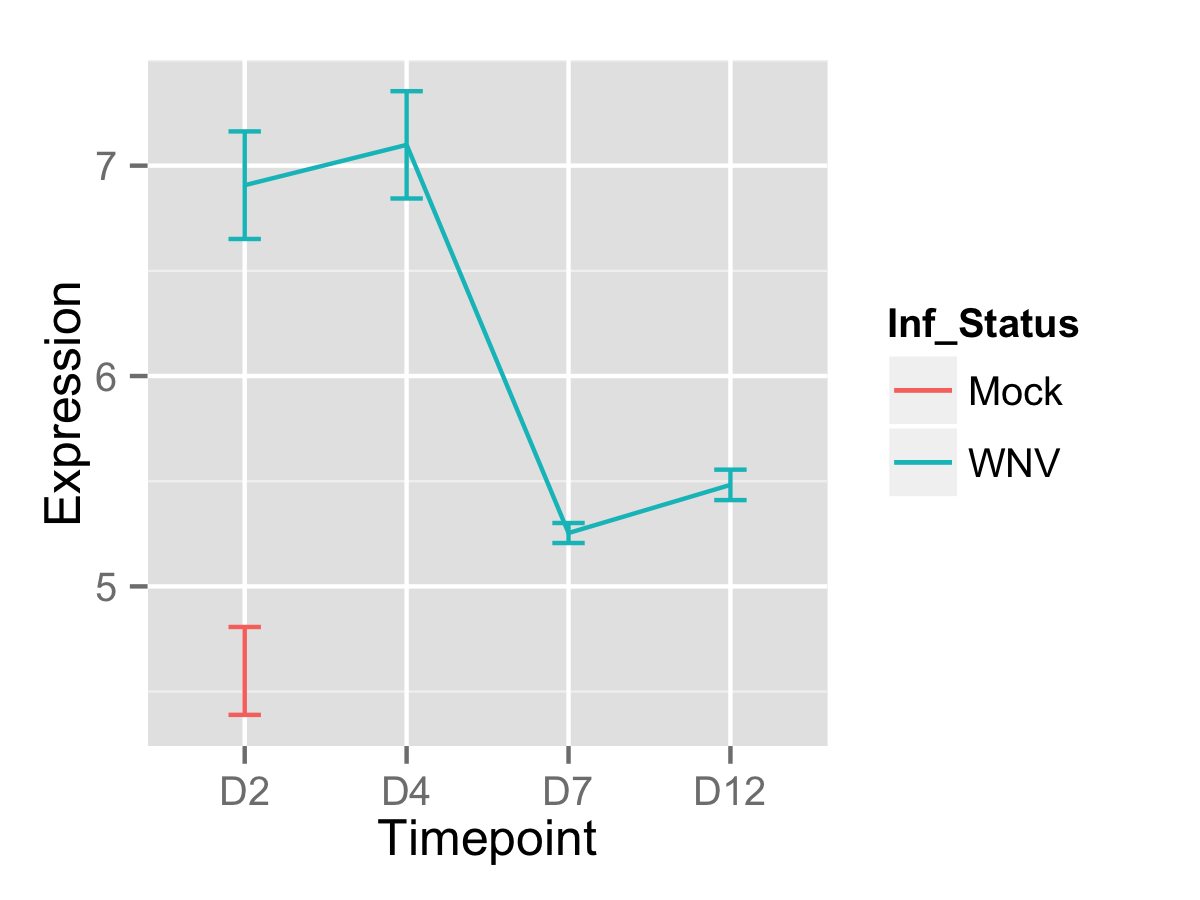 Expression
7
6
5
D2 D4 D7 D12
Timepoint
Inf_Status
Mock
WNV